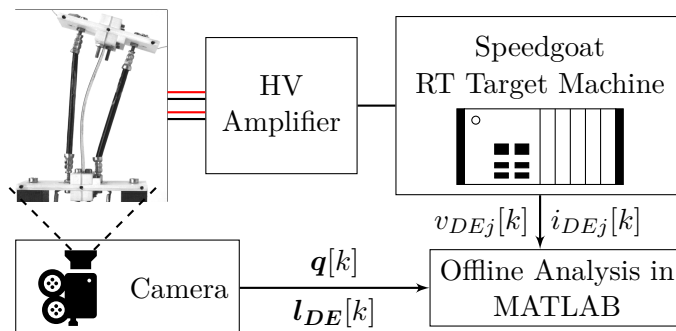 Speedgoat
RT Target Machine
HV
Amplifier
v_{DEj}[k] i_{DEj}[k]
Camera
q[k]
l_{DE}[k]
Offline Analysis in
MATLAB